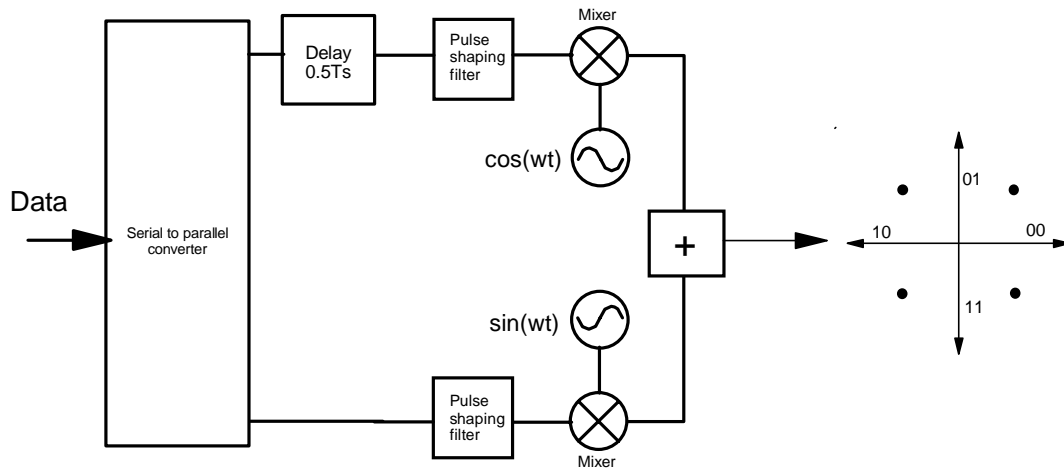 Mixer
Pulse
shaping
filter
Delay
0.5Ts
cos(wt)
Data
Serial to parallel
converter
+
01
10
00
11
sin(wt)
Pulse
shaping
filter
Mixer